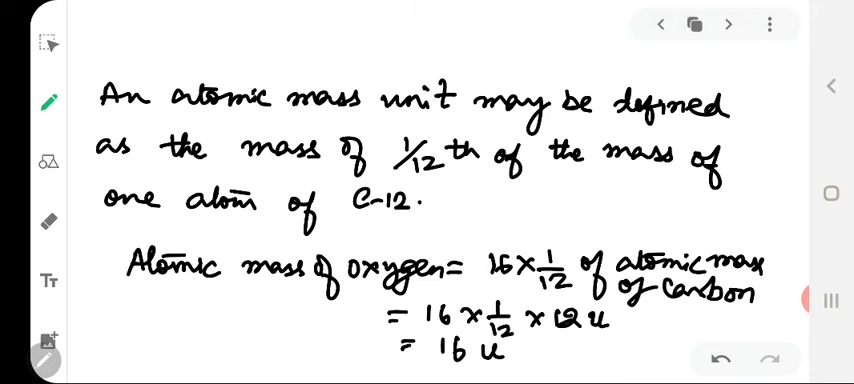 An atomic mass unit may be defined
as the mass of 1/12th of the mass of
one atom of C-12.
Atomic mass of oxygen = 16 × 1/12 of atomic mass
of carbon
= 16 × 1/12 × 12 u
= 16 u
TT